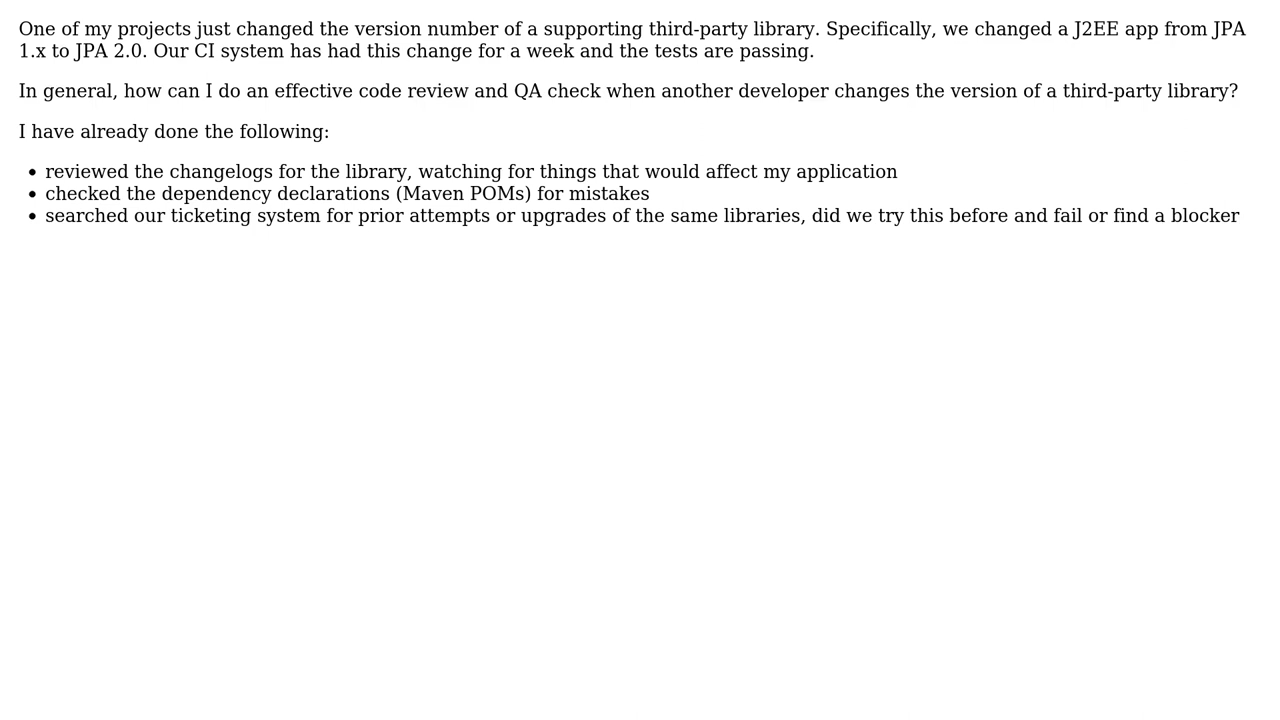 One of my projects just changed the version number of a supporting third-party library. Specifically, we changed a J2EE app from JPA
1.x to JPA 2.0. Our CI system has had this change for a week and the tests are passing.
In general, how can I do an effective code review and QA check when another developer changes the version of a third-party library?
I have already done the following:
• reviewed the changelogs for the library, watching for things that would affect my application
• checked the dependency declarations (Maven POMs) for mistakes
• searched our ticketing system for prior attempts or upgrades of the same libraries, did we try this before and fail or find a blocker